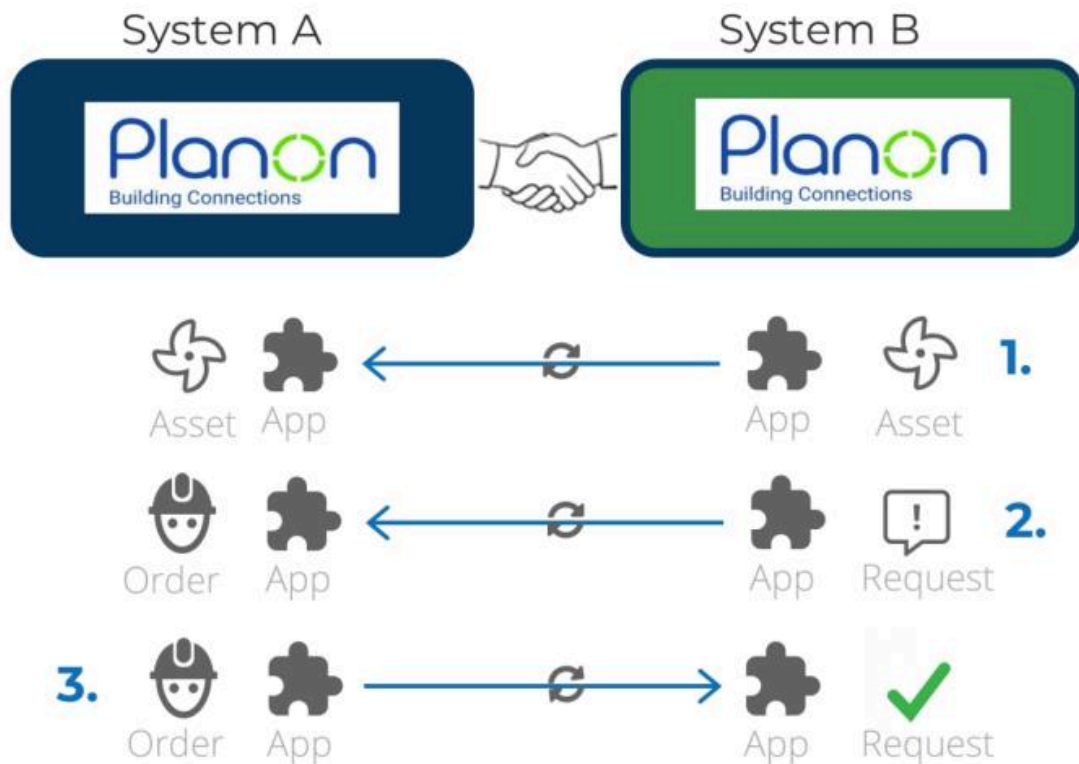 System A
System B
Planon
Building Connections
Planon
Building Connections
Asset
App
App
Asset
1.
Order
App
App
Request
!
2.
3.
Order
App
App
Request